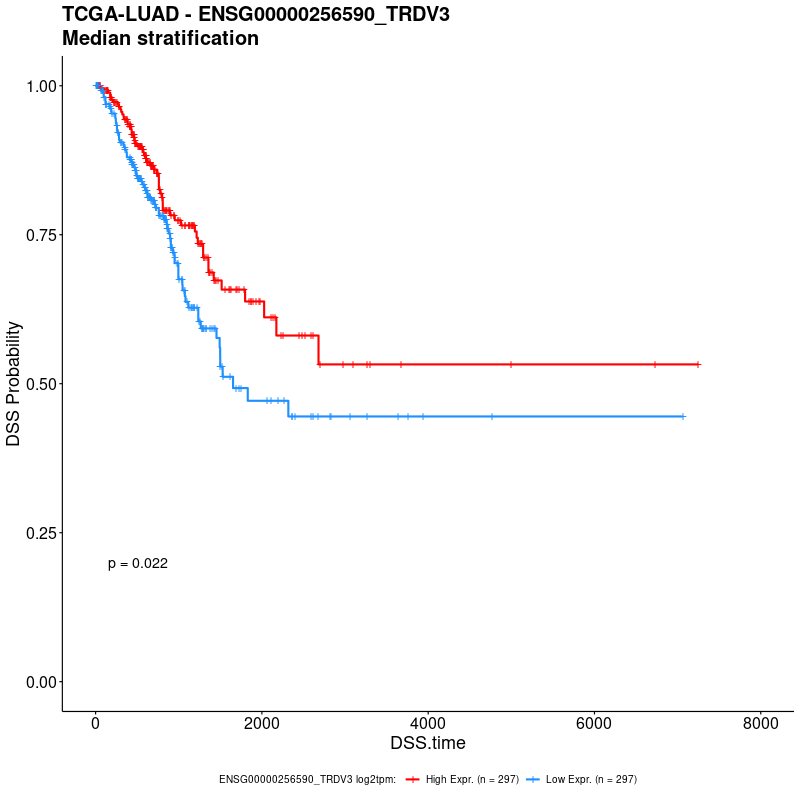 TCGA-LUAD - ENSG00000256590_TRDV3
Median stratification
DSS Probability
1.00
0.75
0.50
0.25
0.00
p = 0.022
0 2000 4000 6000 8000
DSS.time
ENSG00000256590_TRDV3 log2tpm: High Expr. (n = 297) Low Expr. (n = 297)